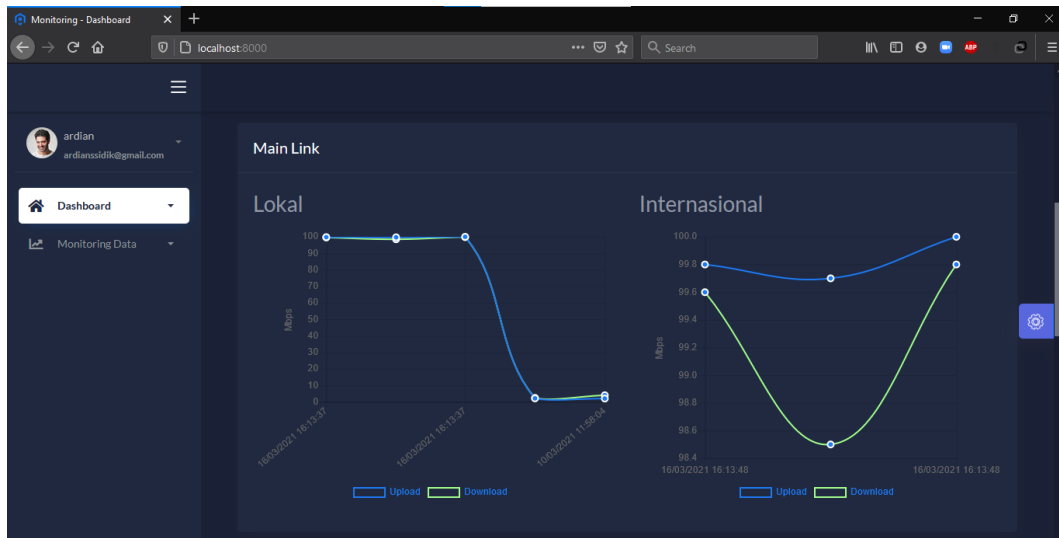 Monitoring - Dashboard
localhost:8000
Search
ABP
ardian
ardianssidik@gmail.com
Dashboard
Monitoring Data
Main Link
Lokal
Mbps
100
90
80
70
60
50
40
30
20
10
0
16/03/2021 16:13:37
16/03/2021 16:13:37
10/03/2021 11:58:04
Upload
Download
Internasional
Mbps
100.0
99.8
99.6
99.4
99.2
99.0
98.8
98.6
98.4
16/03/2021 16:13:48
16/03/2021 16:13:48
Upload
Download